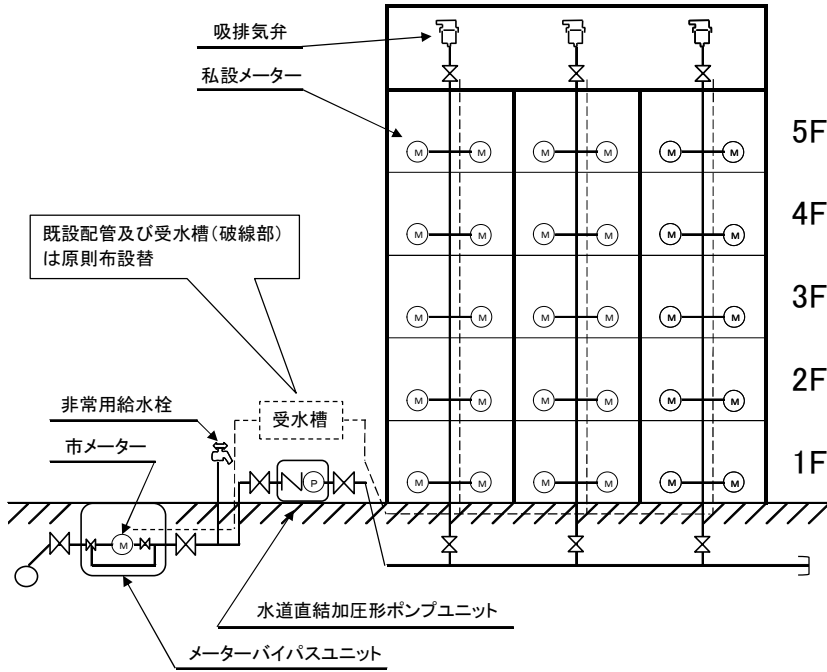 吸排気弁
私設メーター
5F
M M M M M M
4F
M M M M M M
既設配管及び受水槽（破線部）
は原則布設替
3F
M M M M M M
2F
M M M M M M
非常用給水栓
受水槽
市メーター
1F
M M M M M M
P
M
水道直結加圧形ポンプユニット
メーターバイパスユニット